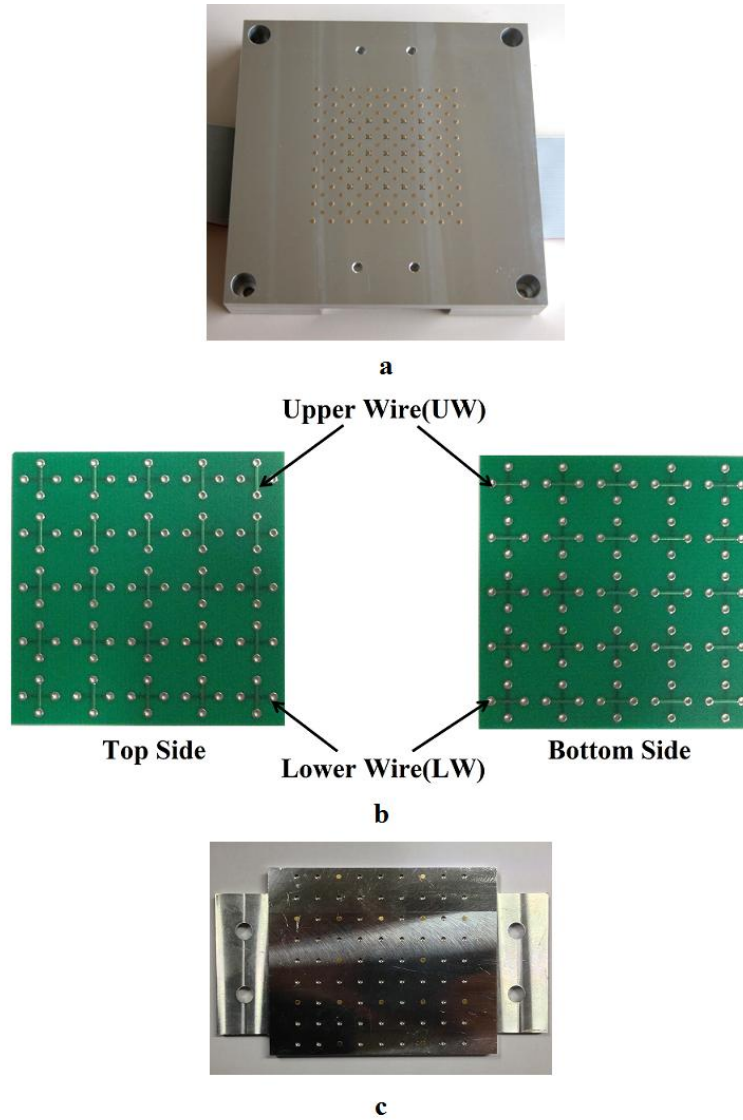 a
Upper Wire(UW)
Top Side
Bottom Side
Lower Wire(LW)
b
c